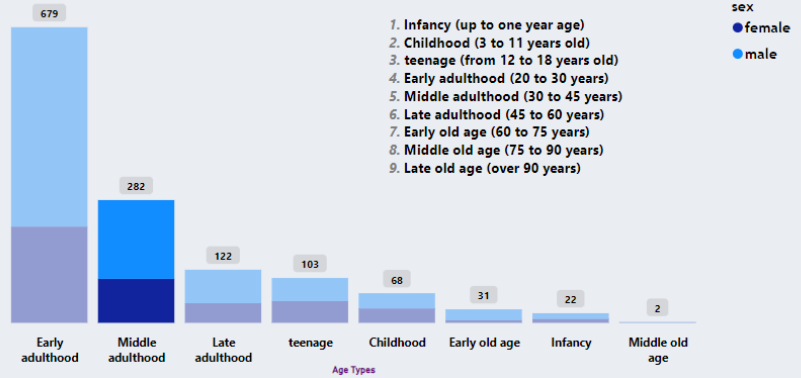 679
sex
female
male
1. Infancy (up to one year age)
2. Childhood (3 to 11 years old)
3. teenage (from 12 to 18 years old)
4. Early adulthood (20 to 30 years)
5. Middle adulthood (30 to 45 years)
6. Late adulthood (45 to 60 years)
7. Early old age (60 to 75 years)
8. Middle old age (75 to 90 years)
9. Late old age (over 90 years)
282
122
103
68
31
22
2
Early
adulthood
Middle
adulthood
Late
adulthood
teenage
Childhood
Early old age
Infancy
Middle old
age
Age Types